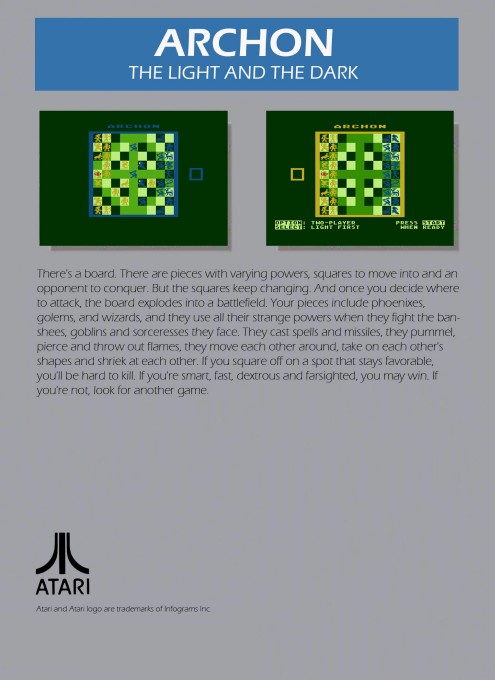 ARCHON
THE LIGHT AND THE DARK
ARCHON
ARCHON
OPTION: TWO-PLAYER PRESS START
SELECT: LIGHT FIRST WHEN READY
There's a board. There are pieces with varying powers, squares to move into and an
opponent to conquer. But the squares keep changing. And once you decide where
to attack, the board explodes into a battlefield. Your pieces include phoenixes,
golems, and wizards, and they use all their strange powers when they fight the ban-
shees, goblins and sorceresses they face. They cast spells and missiles, they pummel,
pierce and throw out flames, they move each other around, take on each other's
shapes and shriek at each other. If you square off on a spot that stays favorable,
you'll be hard to kill. If you're smart, fast, dextrous and farsighted, you may win. If
you're not, look for another game.
ATARI
Atari and Atari logo are trademarks of Infograms Inc.